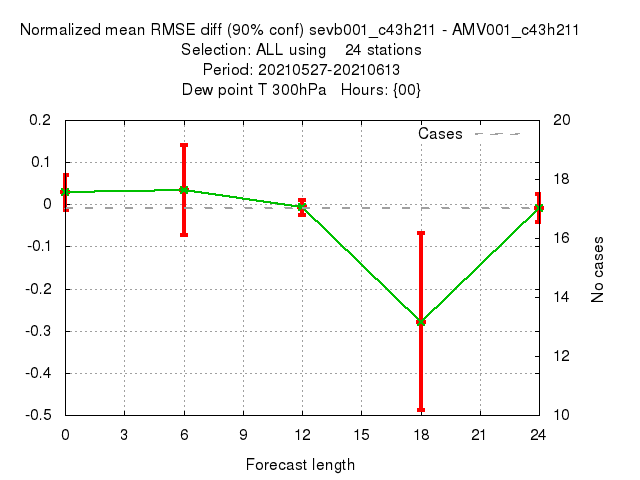 Normalized mean RMSE diff (90% conf) sevb001_c43h211 - AMV001_c43h211
Selection: ALL using 24 stations
Period: 20210527-20210613
Dew point T 300hPa Hours: {00}
Cases
0.2
0.1
0
-0.1
-0.2
-0.3
-0.4
-0.5
20
18
16
14
12
10
No cases
0 3 6 9 12 15 18 21 24
Forecast length